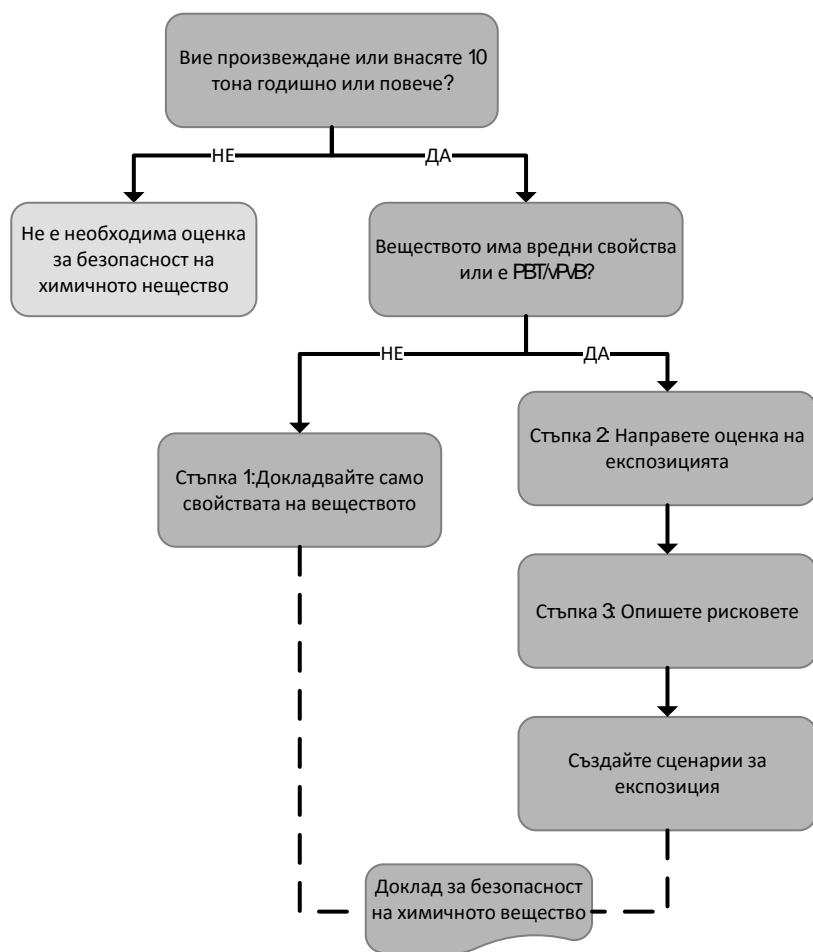 Вие произвеждане или внасяте 10
тона годишно или повече?
НЕ
ДА
Не е необходима оценка
за безопасност на
химичното нещество
Веществото има вредни свойства
или е PBT/vPvB?
НЕ
ДА
Стъпка 1:Докладвайте само
свойствата на веществото
Стъпка 2: Направете оценка на
експозицията
Стъпка 3: Опишете рисковете
Създайте сценарии за
експозиция
Доклад за безопасност
на химичното вещество